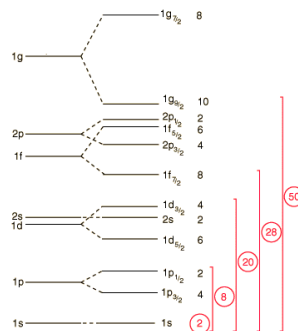 1g₇/₂ 8
1g
1g₉/₂ 10
2p₁/₂ 2
1f₅/₂ 6
2p
2p₃/₂ 4
1f
1f₇/₂ 8
50
1d₃/₂ 4
2s 2s 2
1d
28
1d₅/₂ 6
20
1p₁/₂ 2
1p
8
1p₃/₂ 4
1s 1s 2